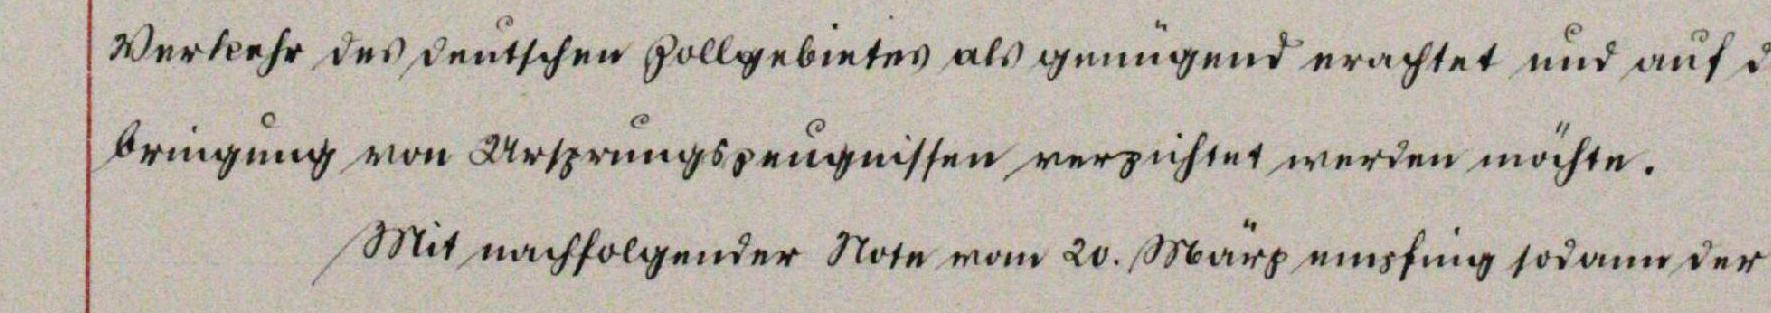 Verkehr des deutschen Zollgebietes als genügend erachtet und auf d
bringung von Ursprungszeugnissen verzichtet werden möchte.
Mit nachfolgender Note vom 20. März empfing sodann der